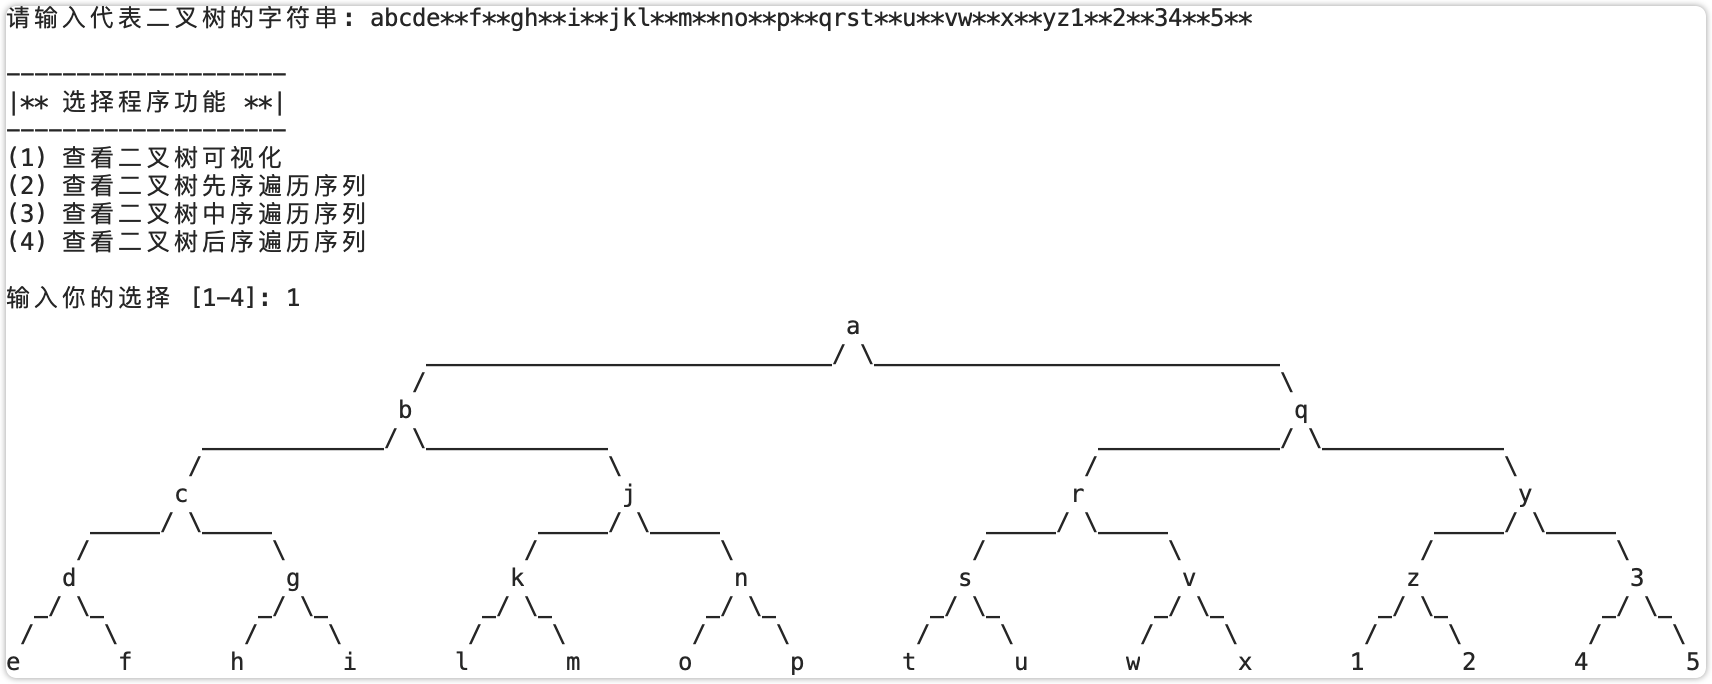 请输入代表二叉树的字符串: abcde**f**gh**i**jkl**m**no**p**qrst**u**vw**x**yz1**2**34**5**
--------------------
|** 选择程序功能 **|
--------------------
(1) 查看二叉树可视化
(2) 查看二叉树先序遍历序列
(3) 查看二叉树中序遍历序列
(4) 查看二叉树后序遍历序列
输入你的选择 [1-4]: 1
a
b q
c j r y
d g k n s v z 3
e f h i l m o p t u w x 1 2 4 5